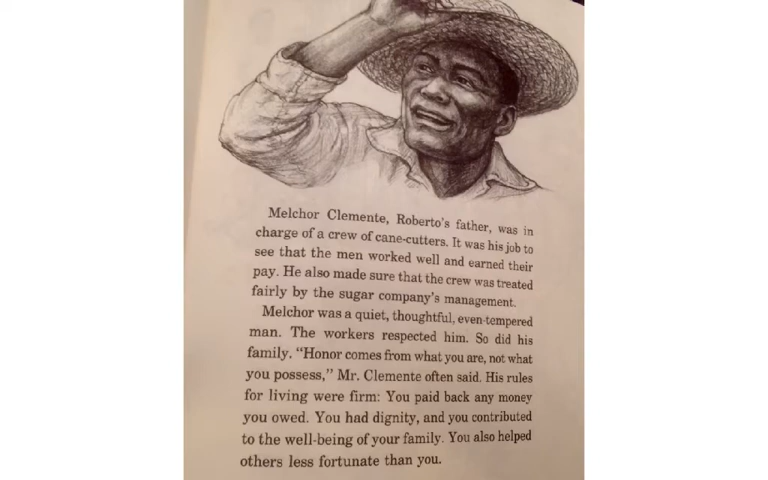 Melchor Clemente, Roberto's father, was in
charge of a crew of cane-cutters. It was his job to
see that the men worked well and earned their
pay. He also made sure that the crew was treated
fairly by the sugar company's management.
Melchor was a quiet, thoughtful, even-tempered
man. The workers respected him. So did his
family. “Honor comes from what you are, not what
you possess,” Mr. Clemente often said. His rules
for living were firm: You paid back any money
you owed. You had dignity, and you contributed
to the well-being of your family. You also helped
others less fortunate than you.